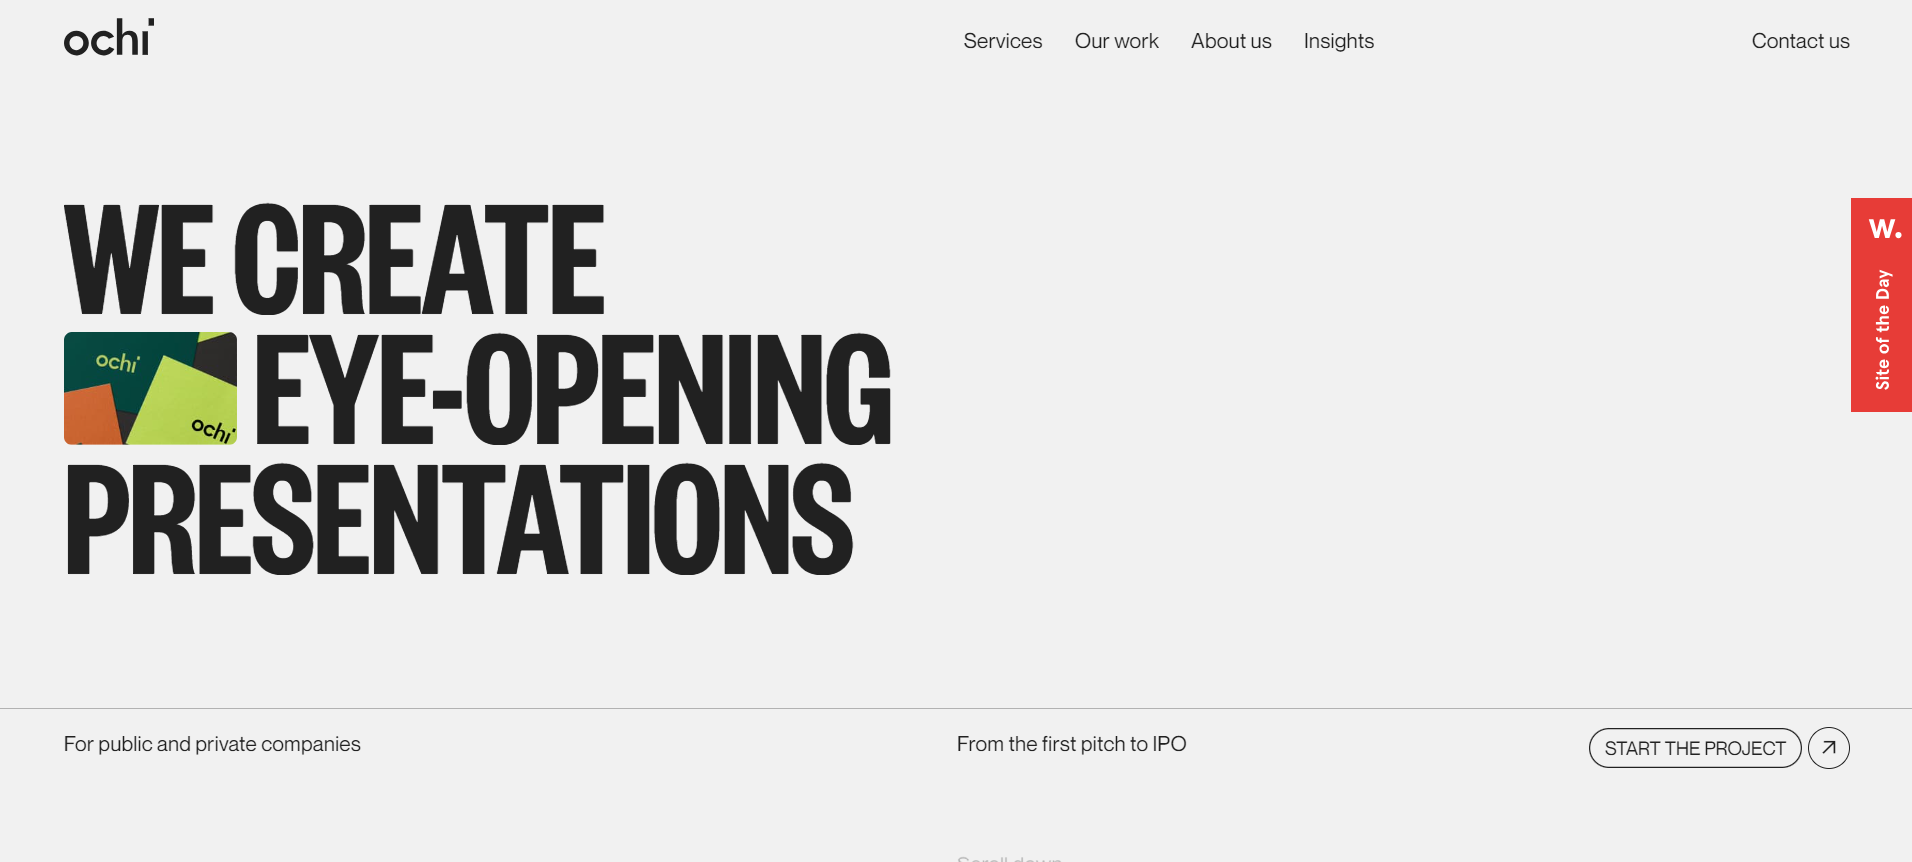 ochi
Services
Our work
About us
Insights
Contact us
WE CREATE
ochi
ochi
EYE-OPENING
PRESENTATIONS
W.
Site of the Day
For public and private companies
From the first pitch to IPO
START THE PROJECT
Scroll down